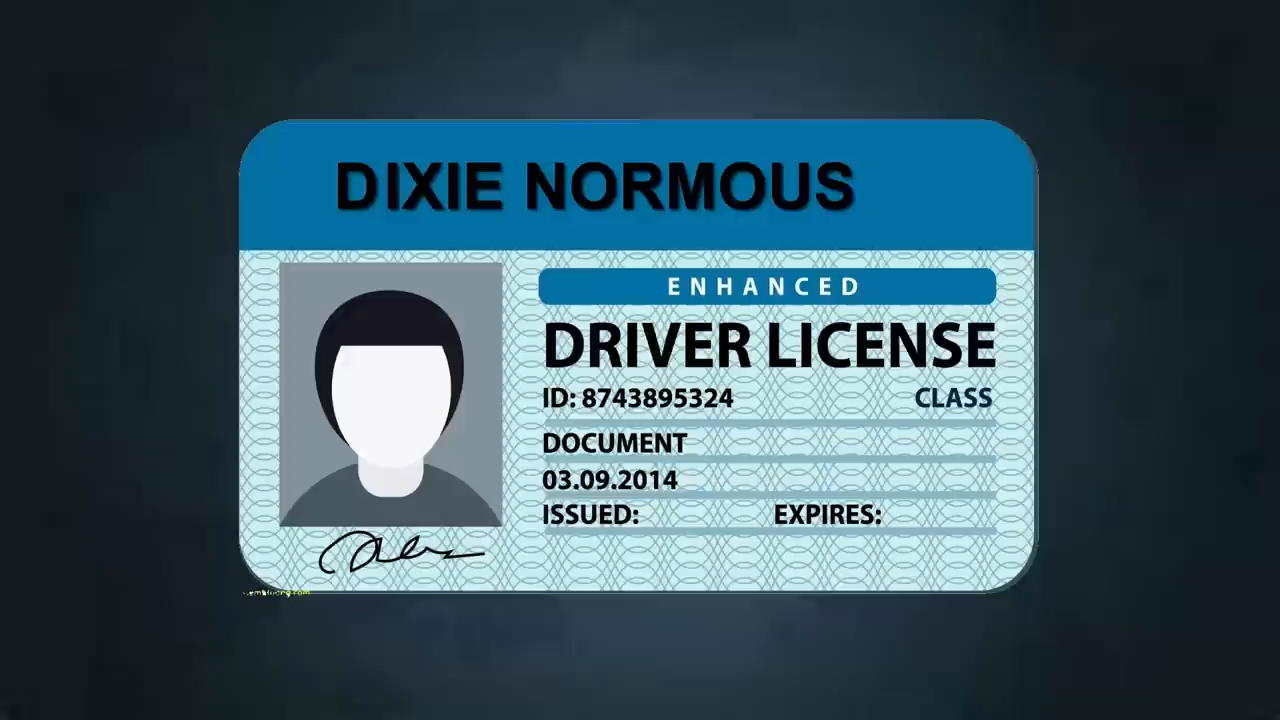 DIXIE NORMOUS
ENHANCED
DRIVER LICENSE
ID: 8743895324 CLASS
DOCUMENT
03.09.2014
ISSUED: EXPIRES: